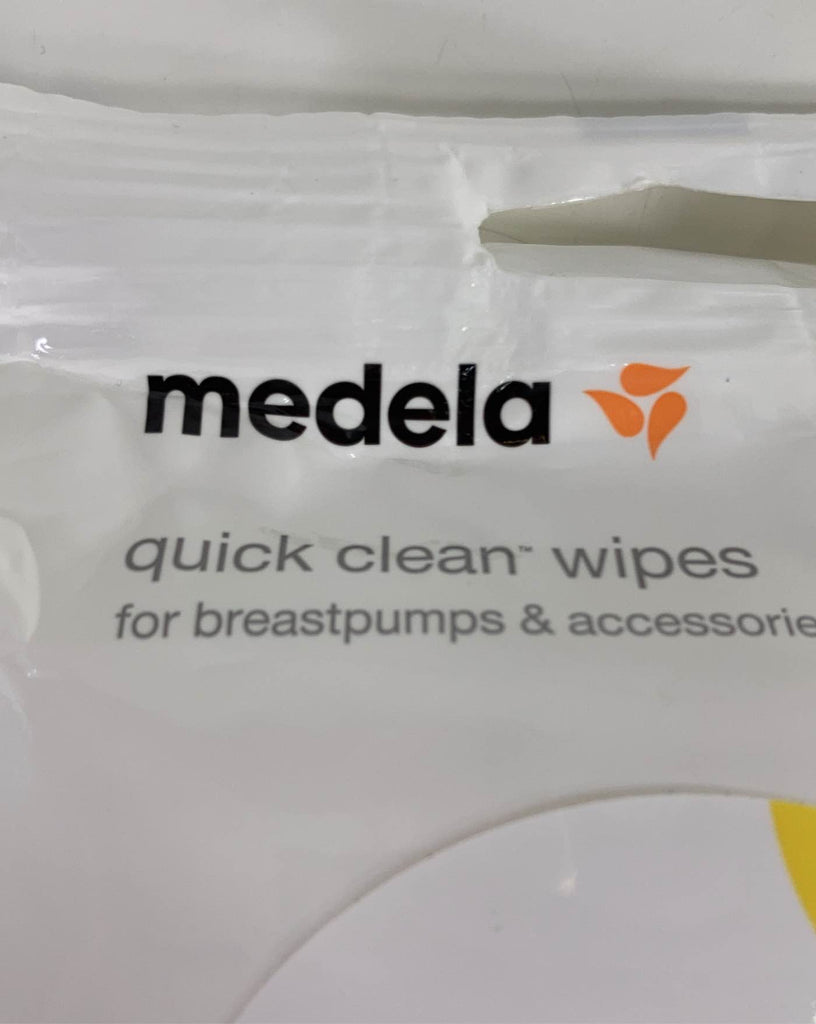 medela
quick clean™ wipes
for breastpumps & accessorie